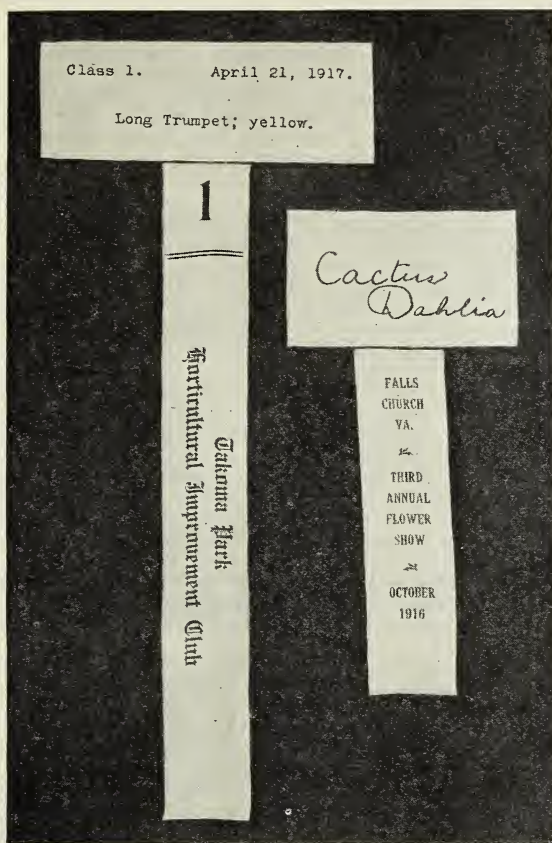 Class 1. April 21, 1917.
Long Trumpet; yellow.
1
Takoma Park
Horticultural Improvement Club
Cactus
Dahlia
FALLS
CHURCH
VA.
THIRD
ANNUAL
FLOWER
SHOW
OCTOBER
1916